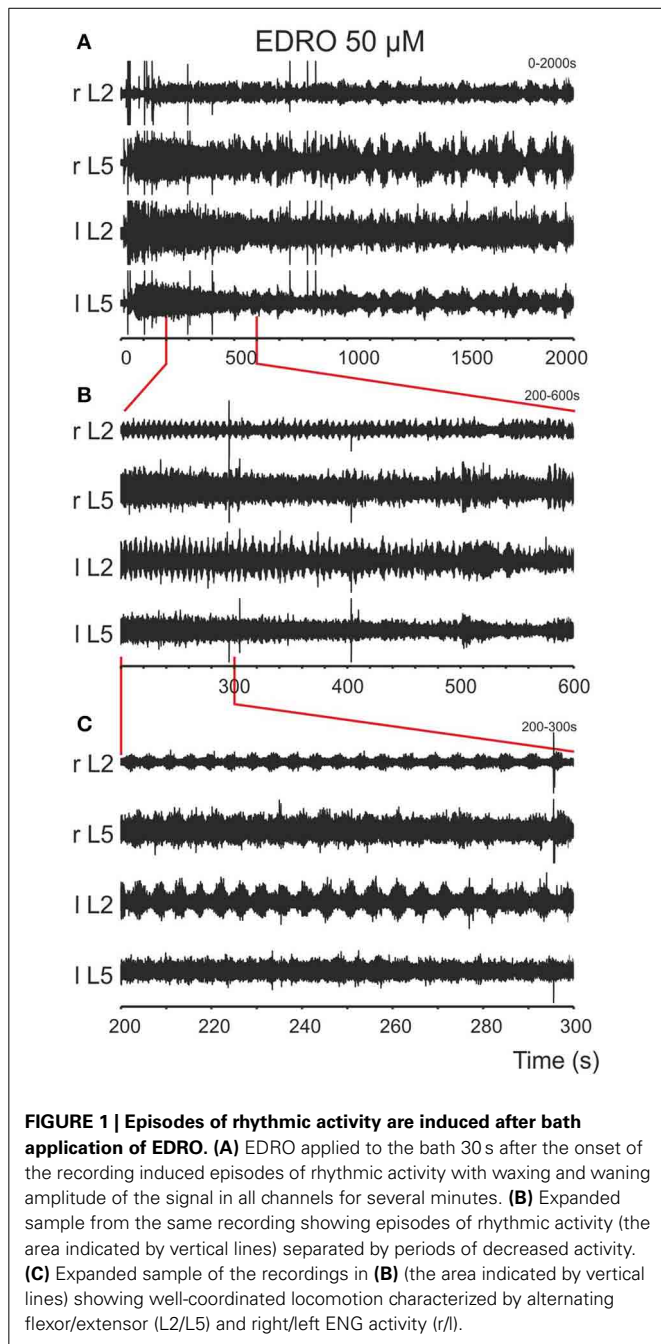 A
EDRO 50 µM
0-2000s
r L2
r L5
l L2
l L5
0 500 1000 1500 2000
B
200-600s
r L2
r L5
l L2
l L5
300 400 500 600
C
200-300s
r L2
r L5
l L2
l L5
200 220 240 260 280 300
Time (s)
FIGURE 1 | Episodes of rhythmic activity are induced after bath
application of EDRO. (A) EDRO applied to the bath 30 s after the onset of
the recording induced episodes of rhythmic activity with waxing and waning
amplitude of the signal in all channels for several minutes. (B) Expanded
sample from the same recording showing episodes of rhythmic activity (the
area indicated by vertical lines) separated by periods of decreased activity.
(C) Expanded sample of the recordings in (B) (the area indicated by vertical
lines) showing well-coordinated locomotion characterized by alternating
flexor/extensor (L2/L5) and right/left ENG activity (r/l).